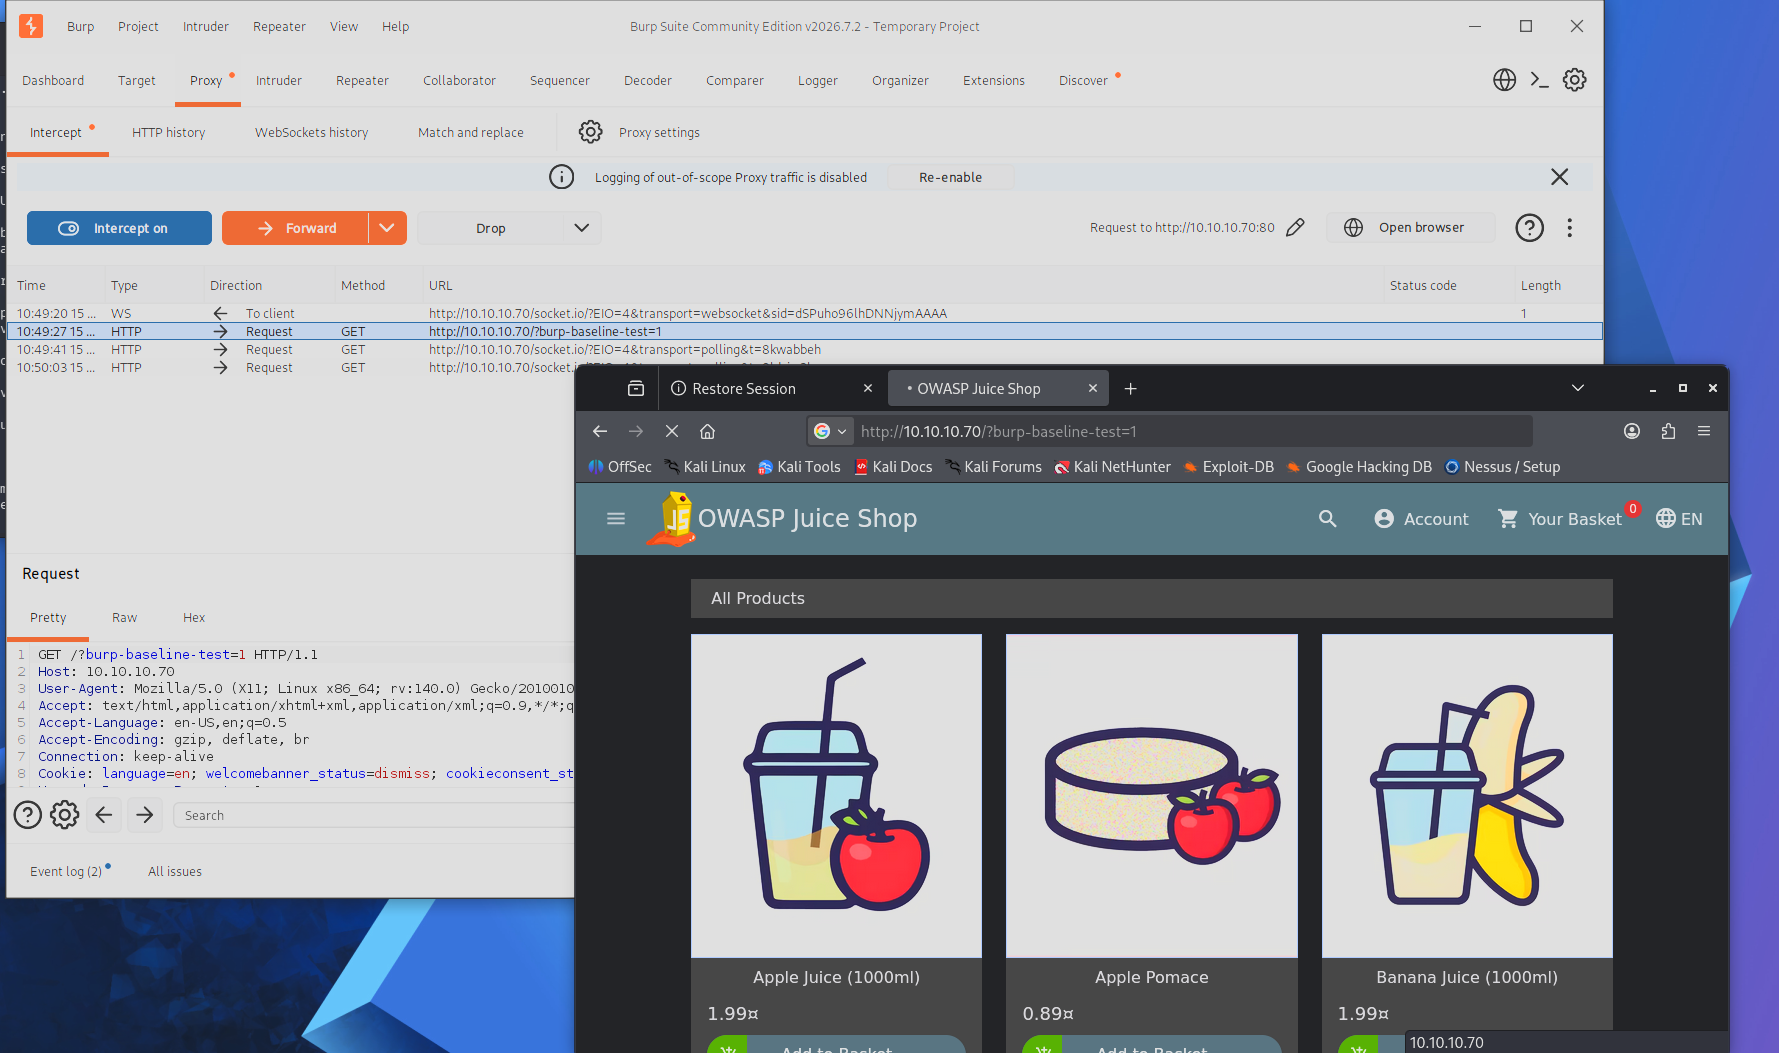 Burp Project Intruder Repeater View Help Burp Suite Community Edition v2026.7.2 - Temporary Project
Dashboard Target Proxy Intruder Repeater Collaborator Sequencer Decoder Comparer Logger Organizer Extensions Discover
Intercept HTTP history WebSockets history Match and replace Proxy settings
Logging of out-of-scope Proxy traffic is disabled Re-enable
Intercept on Forward Drop Request to http://10.10.10.70:80 Open browser
Time Type Direction Method URL Status code Length
10:49:20 15 ... WS To client http://10.10.10.70/socket.io/?EIO=4&transport=websocket&sid=dSPuho96lhDNNjymAAAA 1
10:49:27 15 ... HTTP Request GET http://10.10.10.70/?burp-baseline-test=1
10:49:41 15 ... HTTP Request GET http://10.10.10.70/socket.io/?EIO=4&transport=polling&t=8kwabbeh
10:50:03 15 ... HTTP Request GET http://10.10.10.70/socket.i
Restore Session OWASP Juice Shop
http://10.10.10.70/?burp-baseline-test=1
OffSec Kali Linux Kali Tools Kali Docs Kali Forums Kali NetHunter Exploit-DB Google Hacking DB Nessus / Setup
JS OWASP Juice Shop Account Your Basket 0 EN
All Products
Apple Juice (1000ml) Apple Pomace Banana Juice (1000ml)
1.99¤ 0.89¤ 1.99¤
Add to Basket Add to Basket
10.10.10.70
Request
Pretty Raw Hex
1 GET /?burp-baseline-test=1 HTTP/1.1
2 Host: 10.10.10.70
3 User-Agent: Mozilla/5.0 (X11; Linux x86_64; rv:140.0) Gecko/2010010
4 Accept: text/html,application/xhtml+xml,application/xml;q=0.9,*/*;q
5 Accept-Language: en-US,en;q=0.5
6 Accept-Encoding: gzip, deflate, br
7 Connection: keep-alive
8 Cookie: language=en; welcomebanner_status=dismiss; cookieconsent_st
Search
Event log (2) All issues